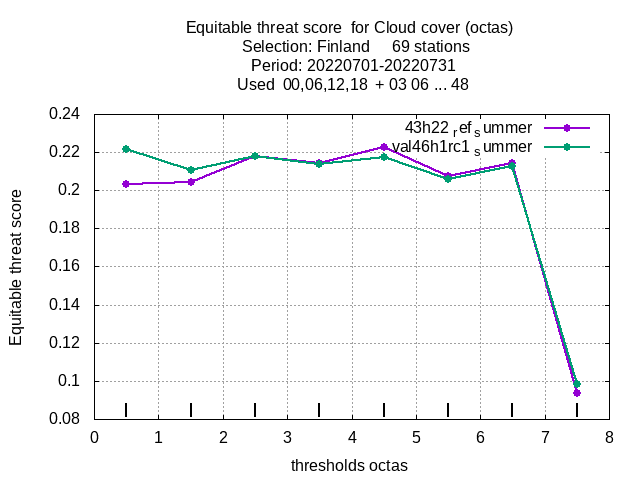 Equitable threat score  for Cloud cover (octas)
Selection: Finland     69 stations
Period: 20220701-20220731
Used  00,06,12,18  + 03 06 ... 48
43h22 ref summer
val46h1rc1 summer
0.24
0.22
0.2
0.18
0.16
0.14
0.12
0.1
0.08
Equitable threat score
0 1 2 3 4 5 6 7 8
thresholds octas